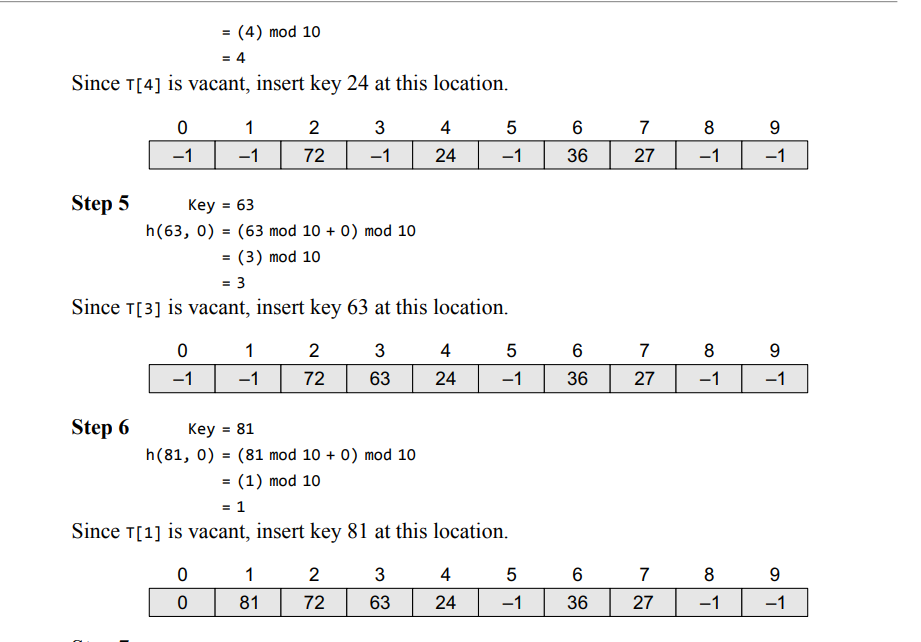 = (4) mod 10
= 4
Since T[4] is vacant, insert key 24 at this location.
0 1 2 3 4 5 6 7 8 9
–1 –1 72 –1 24 –1 36 27 –1 –1
Step 5 Key = 63
h(63, 0) = (63 mod 10 + 0) mod 10
= (3) mod 10
= 3
Since T[3] is vacant, insert key 63 at this location.
0 1 2 3 4 5 6 7 8 9
–1 –1 72 63 24 –1 36 27 –1 –1
Step 6 Key = 81
h(81, 0) = (81 mod 10 + 0) mod 10
= (1) mod 10
= 1
Since T[1] is vacant, insert key 81 at this location.
0 1 2 3 4 5 6 7 8 9
0 81 72 63 24 –1 36 27 –1 –1